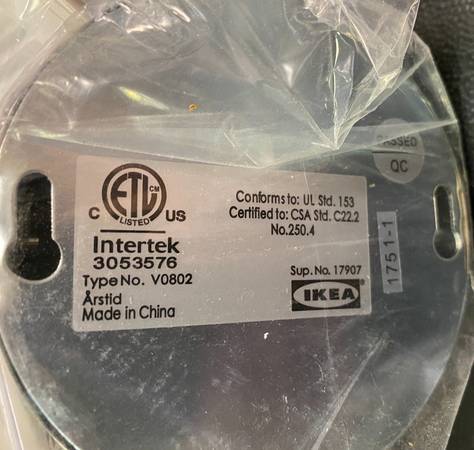 PASSED
QC
ETL CM
LISTED
C US
Intertek
3053576
Type No. V0802
Årstid
Made in China
Conforms to: UL Std. 153
Certified to: CSA Std. C22.2
No.250.4
Sup. No. 17907
IKEA
1751-1